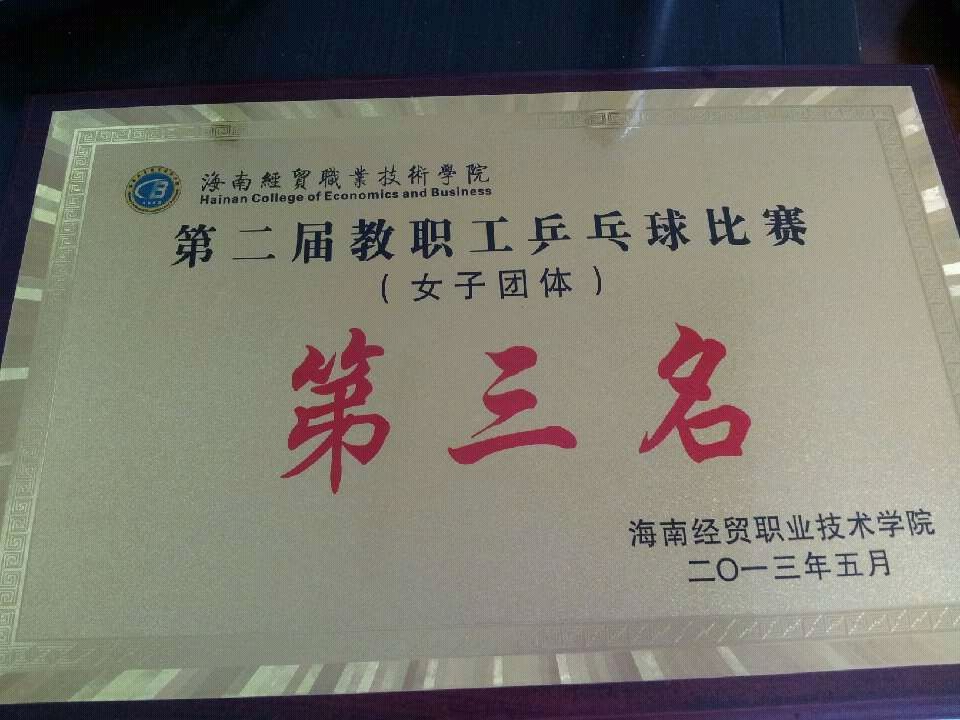 海南經贸職業技術學院
Hainan College of Economics and Business
第二届教职工乒乓球比赛
(女子团体)
第三名
海南经贸职业技术学院
二〇一三年五月